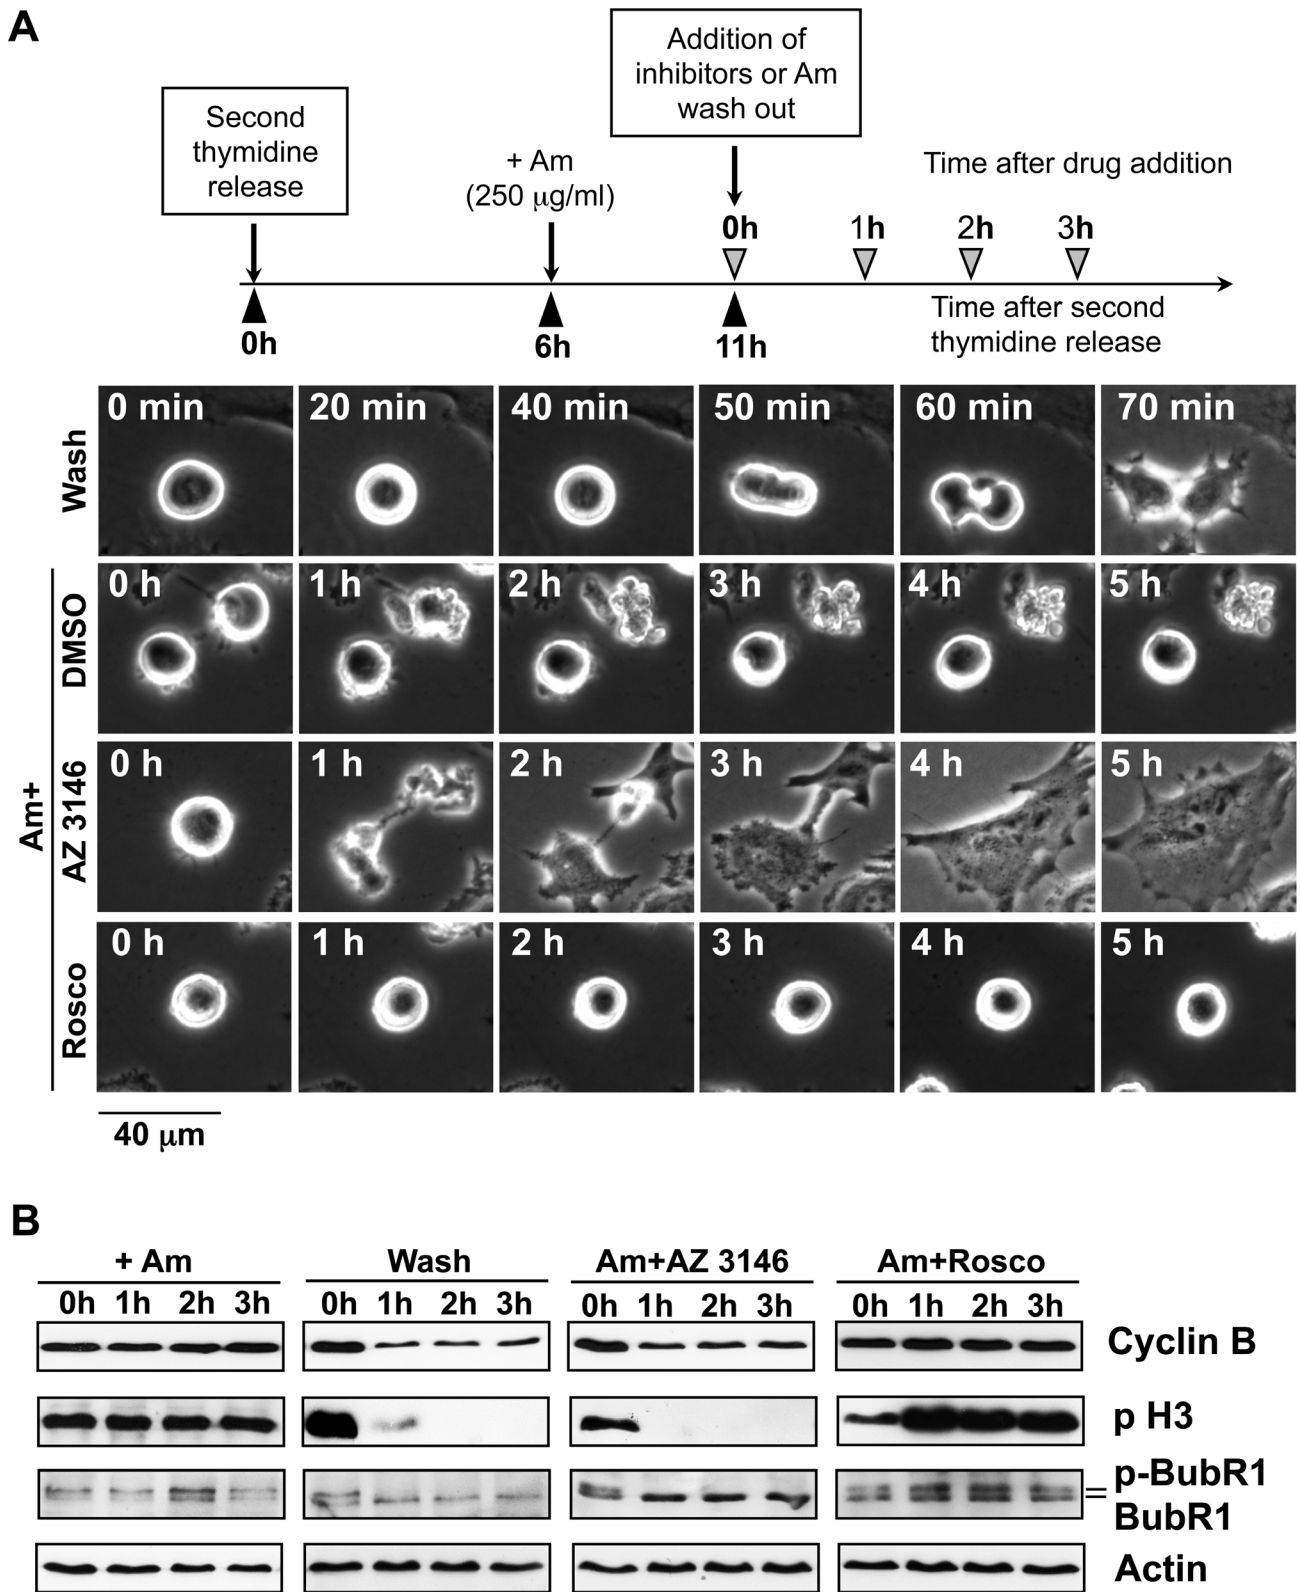 A
Second
thymidine
release
+ Am
(250 μg/ml)
Addition of
inhibitors or Am
wash out
Time after drug addition
0h 1h 2h 3h
0h 6h 11h
Time after second
thymidine release
Wash
0 min 20 min 40 min 50 min 60 min 70 min
Am+
DMSO
0 h 1 h 2 h 3 h 4 h 5 h
AZ 3146
0 h 1 h 2 h 3 h 4 h 5 h
Rosco
0 h 1 h 2 h 3 h 4 h 5 h
40 μm
B
+ Am Wash Am+AZ 3146 Am+Rosco
0h 1h 2h 3h 0h 1h 2h 3h 0h 1h 2h 3h 0h 1h 2h 3h
Cyclin B
p H3
p-BubR1
BubR1
Actin